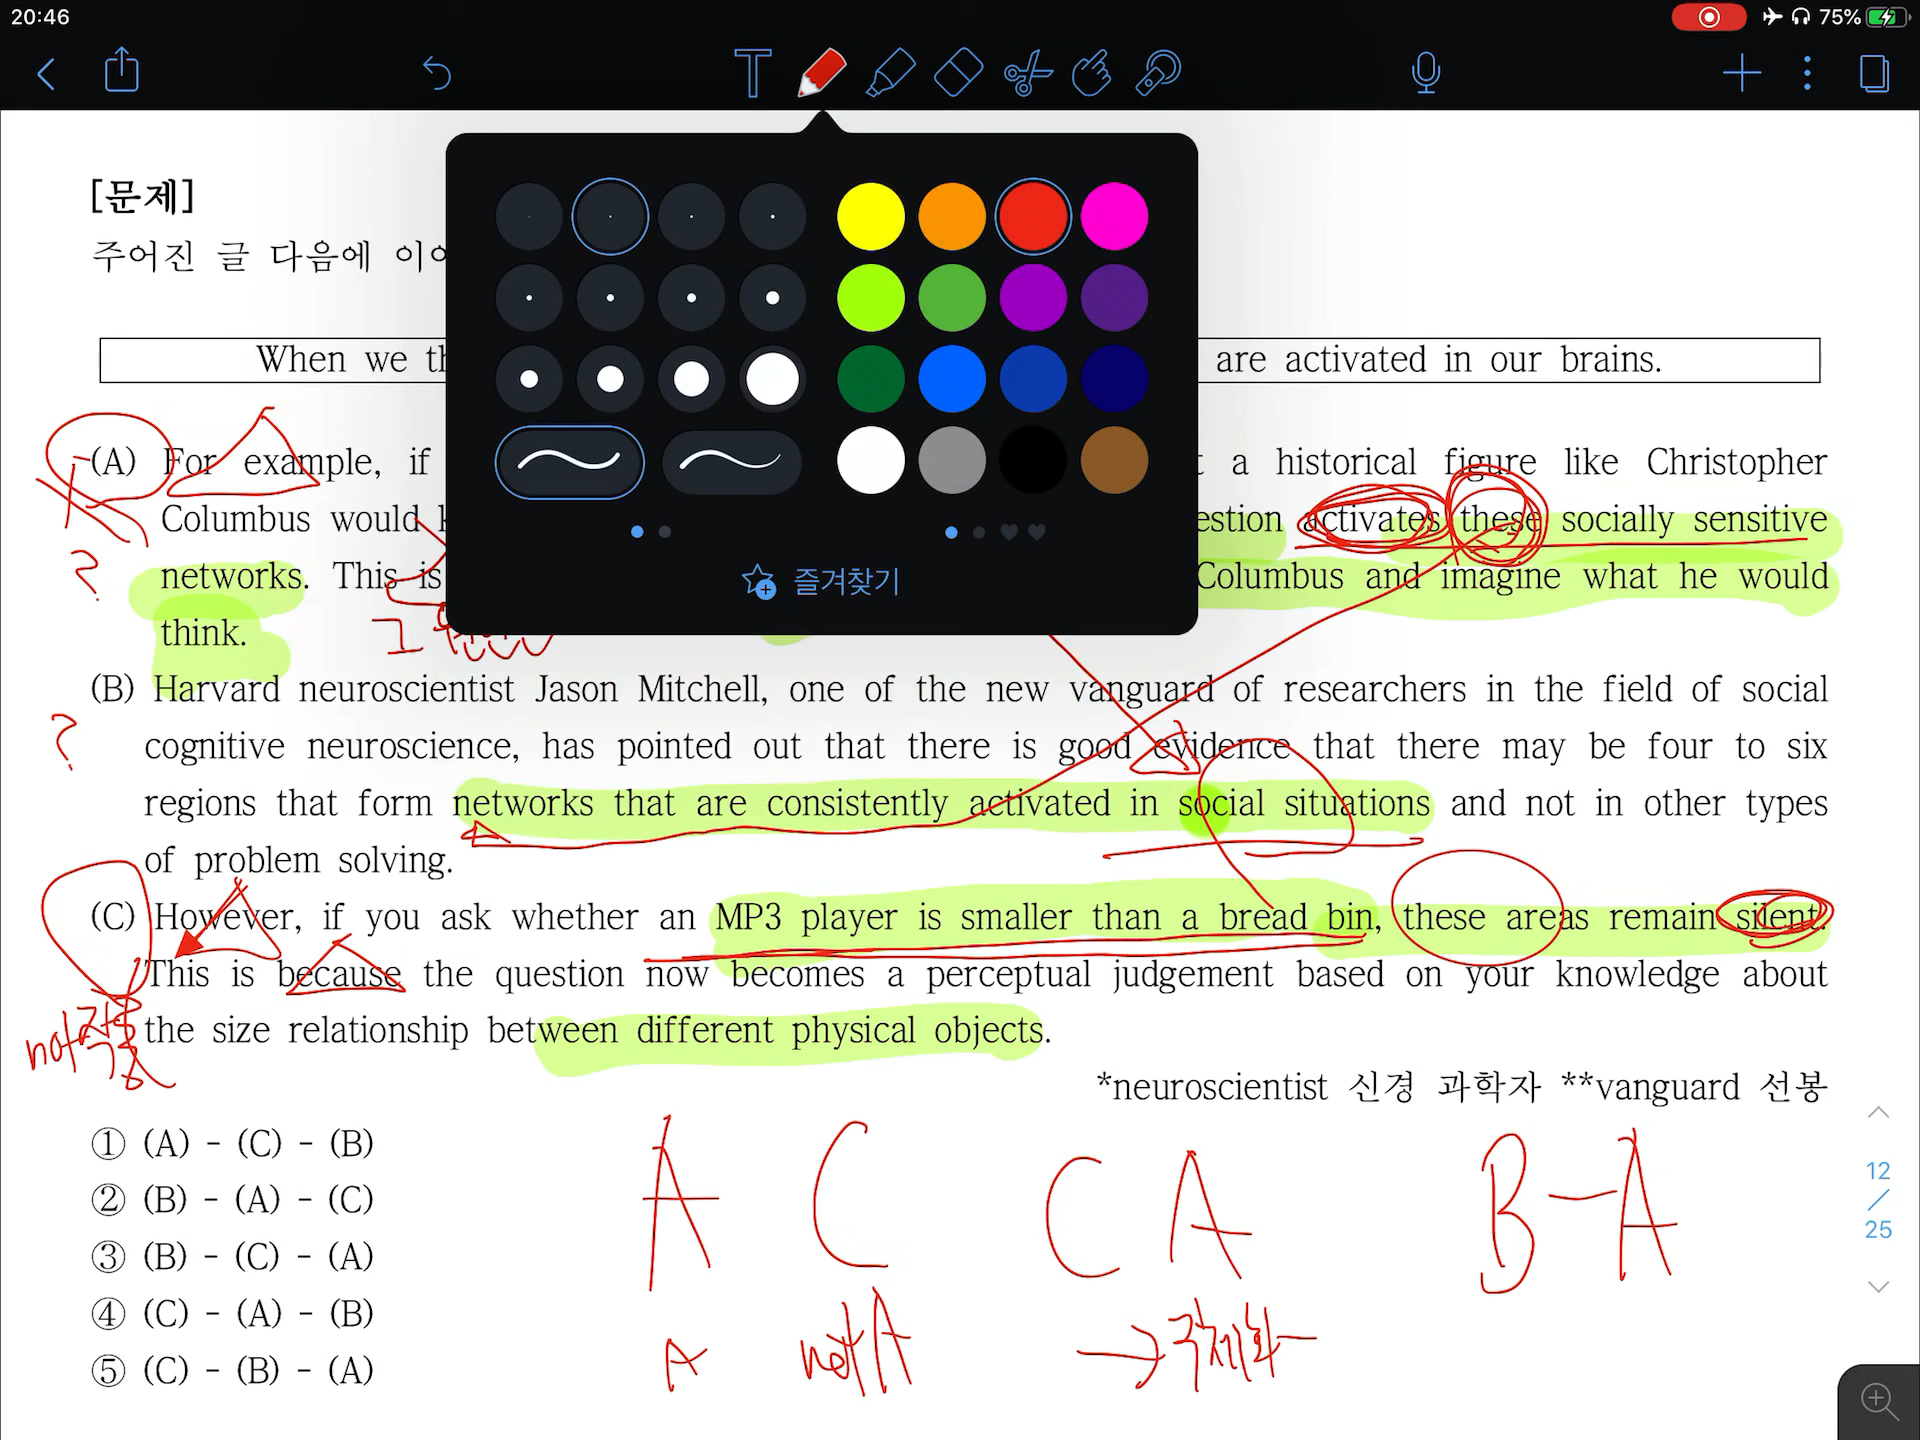 20:46
75%
[문제]
주어진 글 다음에 이어
When we th are activated in our brains.
(A) For example, if t a historical figure like Christopher
Columbus would k estion activates these socially sensitive
networks. This is Columbus and imagine what he would
think.
(B) Harvard neuroscientist Jason Mitchell, one of the new vanguard of researchers in the field of social
cognitive neuroscience, has pointed out that there is good evidence that there may be four to six
regions that form networks that are consistently activated in social situations and not in other types
of problem solving.
(C) However, if you ask whether an MP3 player is smaller than a bread bin, these areas remain silent.
This is because the question now becomes a perceptual judgement based on your knowledge about
the size relationship between different physical objects.
*neuroscientist 신경 과학자 **vanguard 선봉
① (A) - (C) - (B)
② (B) - (A) - (C)
③ (B) - (C) - (A)
④ (C) - (A) - (B)
⑤ (C) - (B) - (A)
즐겨찾기
?
?
not 작동
A C C A B-A
A not A → 구체화
12
/
25